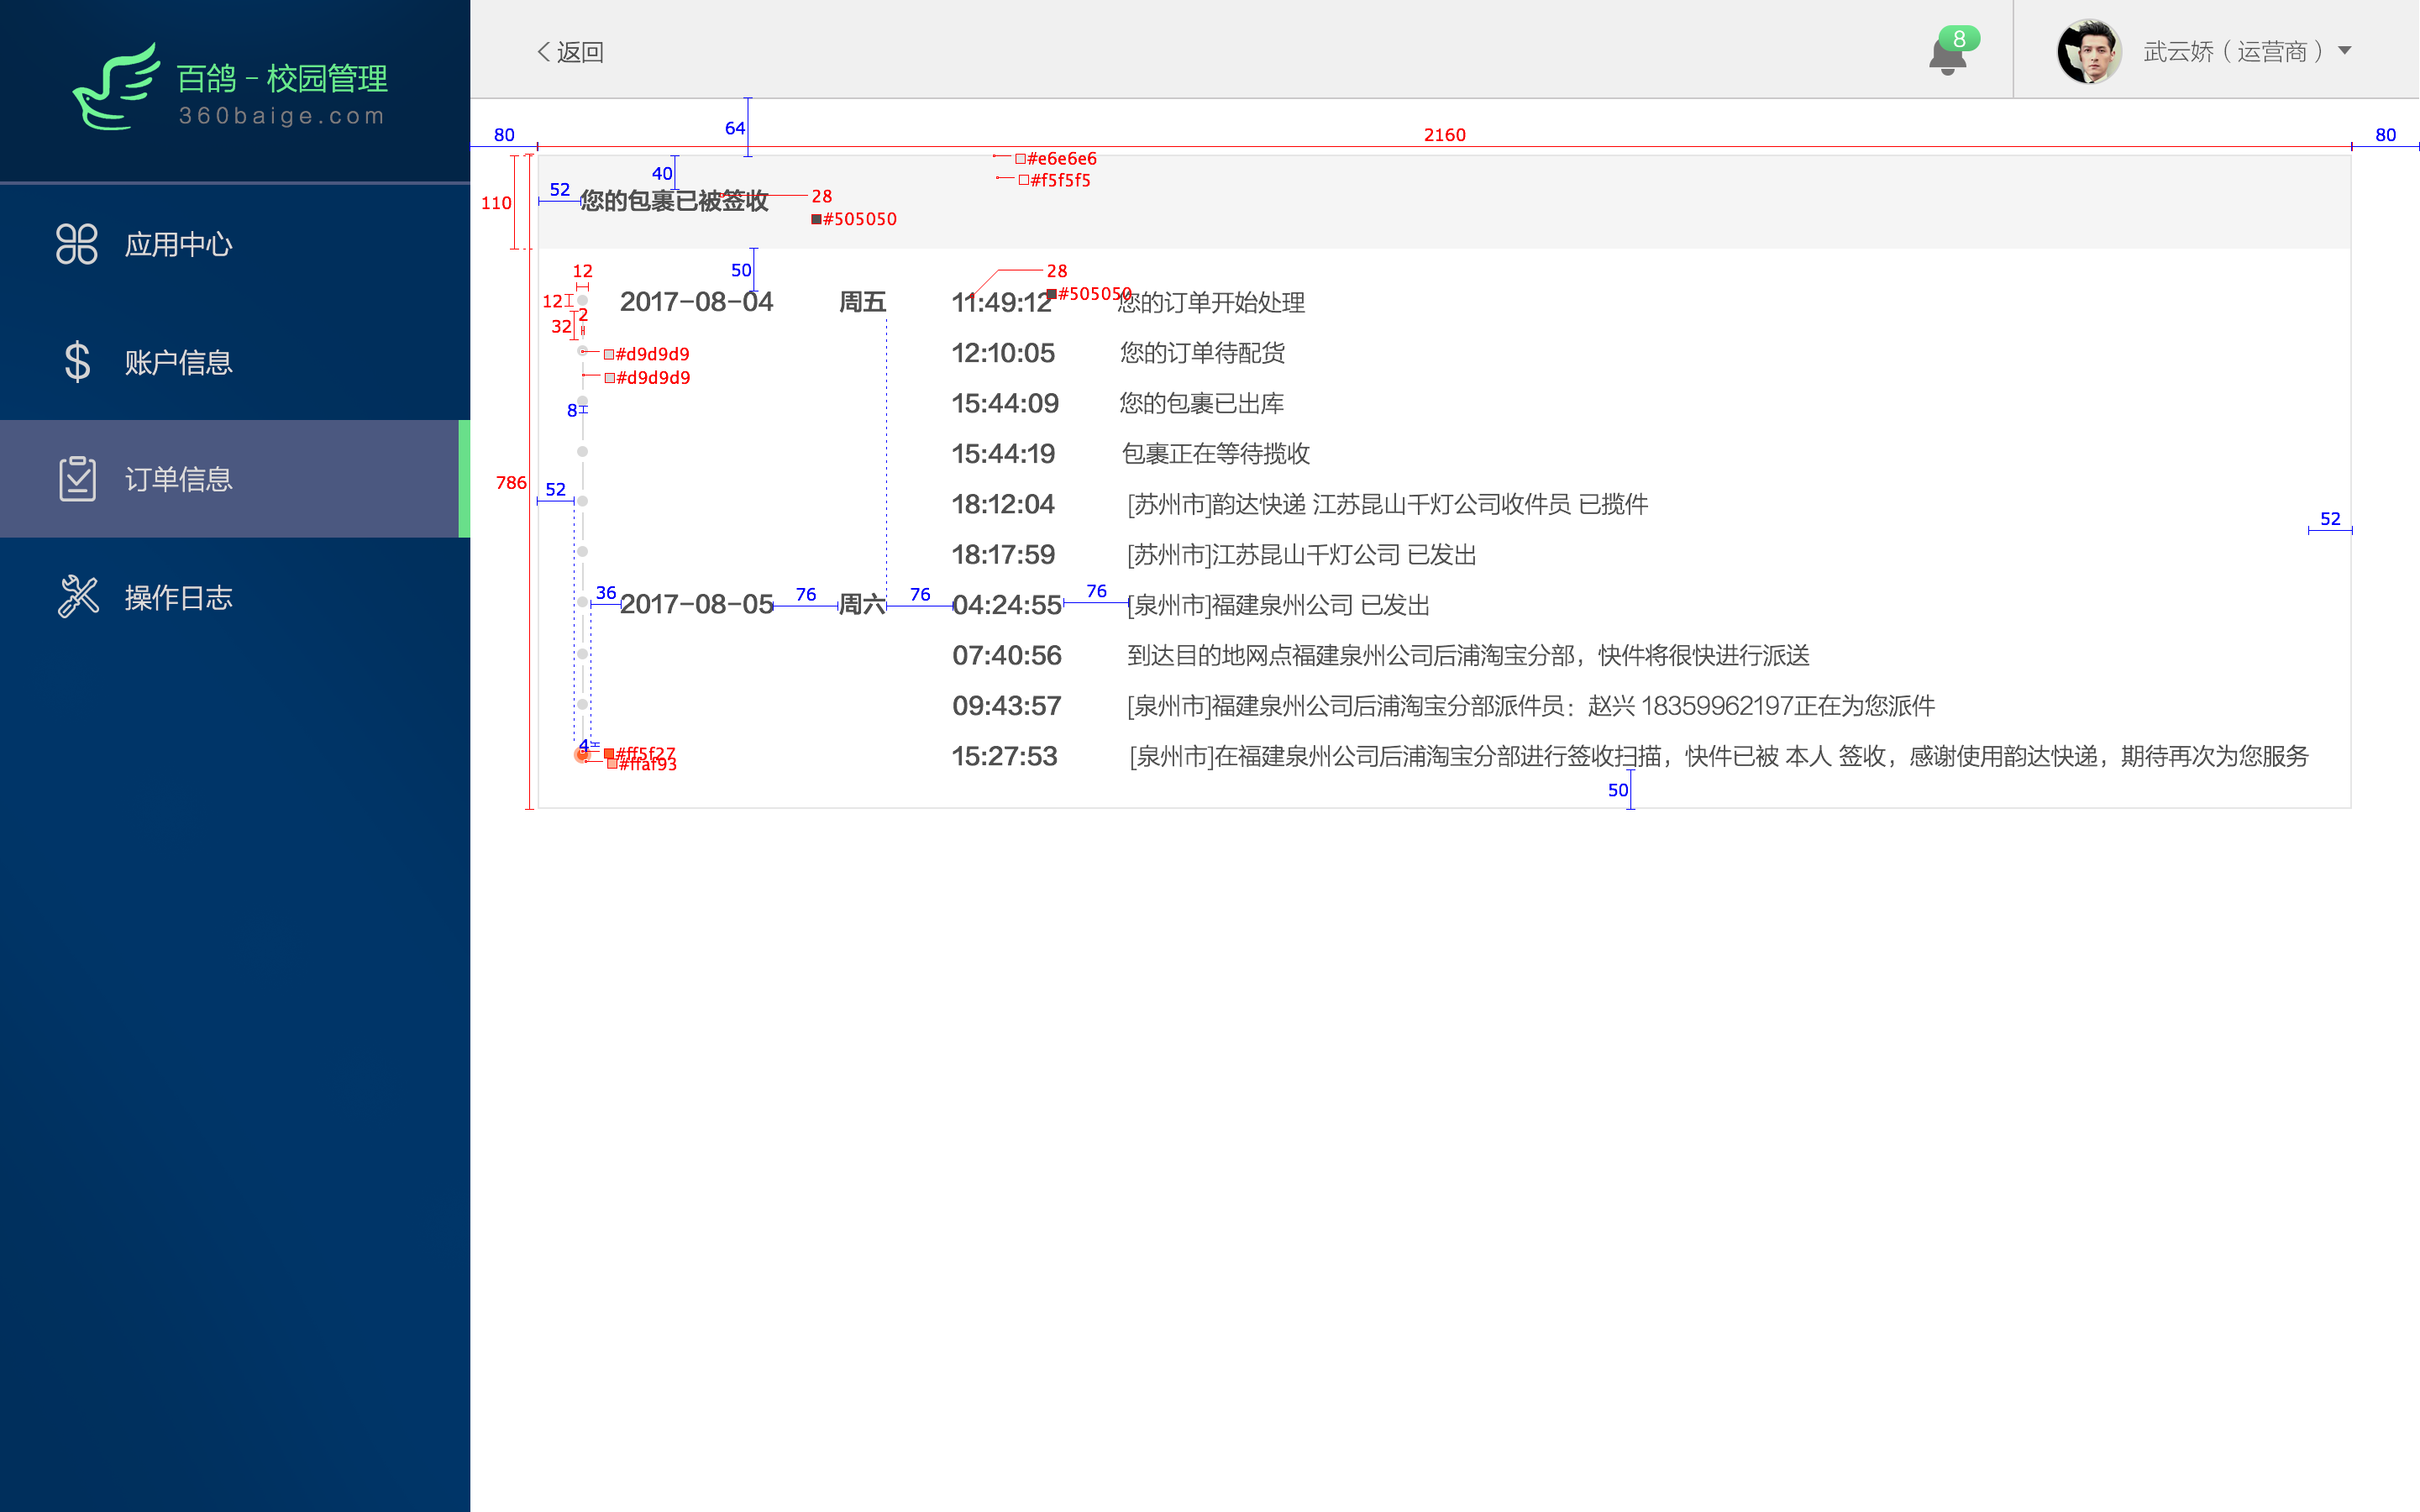 百鸽-校园管理
360baige.com
应用中心
账户信息
订单信息
操作日志
返回
8
武云娇（运营商）
64
80
2160
80
#e6e6e6
#f5f5f5
40
52
110
您的包裹已被签收
28
#505050
50
12
28
#505050
12
2017-08-04 周五 11:49:12 您的订单开始处理
2
32
12:10:05 您的订单待配货
#d9d9d9
#d9d9d9
8
15:44:09 您的包裹已出库
15:44:19 包裹正在等待揽收
786
52
18:12:04 [苏州市]韵达快递 江苏昆山千灯公司收件员 已揽件
52
18:17:59 [苏州市]江苏昆山千灯公司 已发出
36
76
76
76
2017-08-05 周六 04:24:55 [泉州市]福建泉州公司 已发出
07:40:56 到达目的地网点福建泉州公司后浦淘宝分部，快件将很快进行派送
09:43:57 [泉州市]福建泉州公司后浦淘宝分部派件员：赵兴 18359962197正在为您派件
4
#ff5f27
#ffaf93
15:27:53 [泉州市]在福建泉州公司后浦淘宝分部进行签收扫描，快件已被 本人 签收，感谢使用韵达快递，期待再次为您服务
50